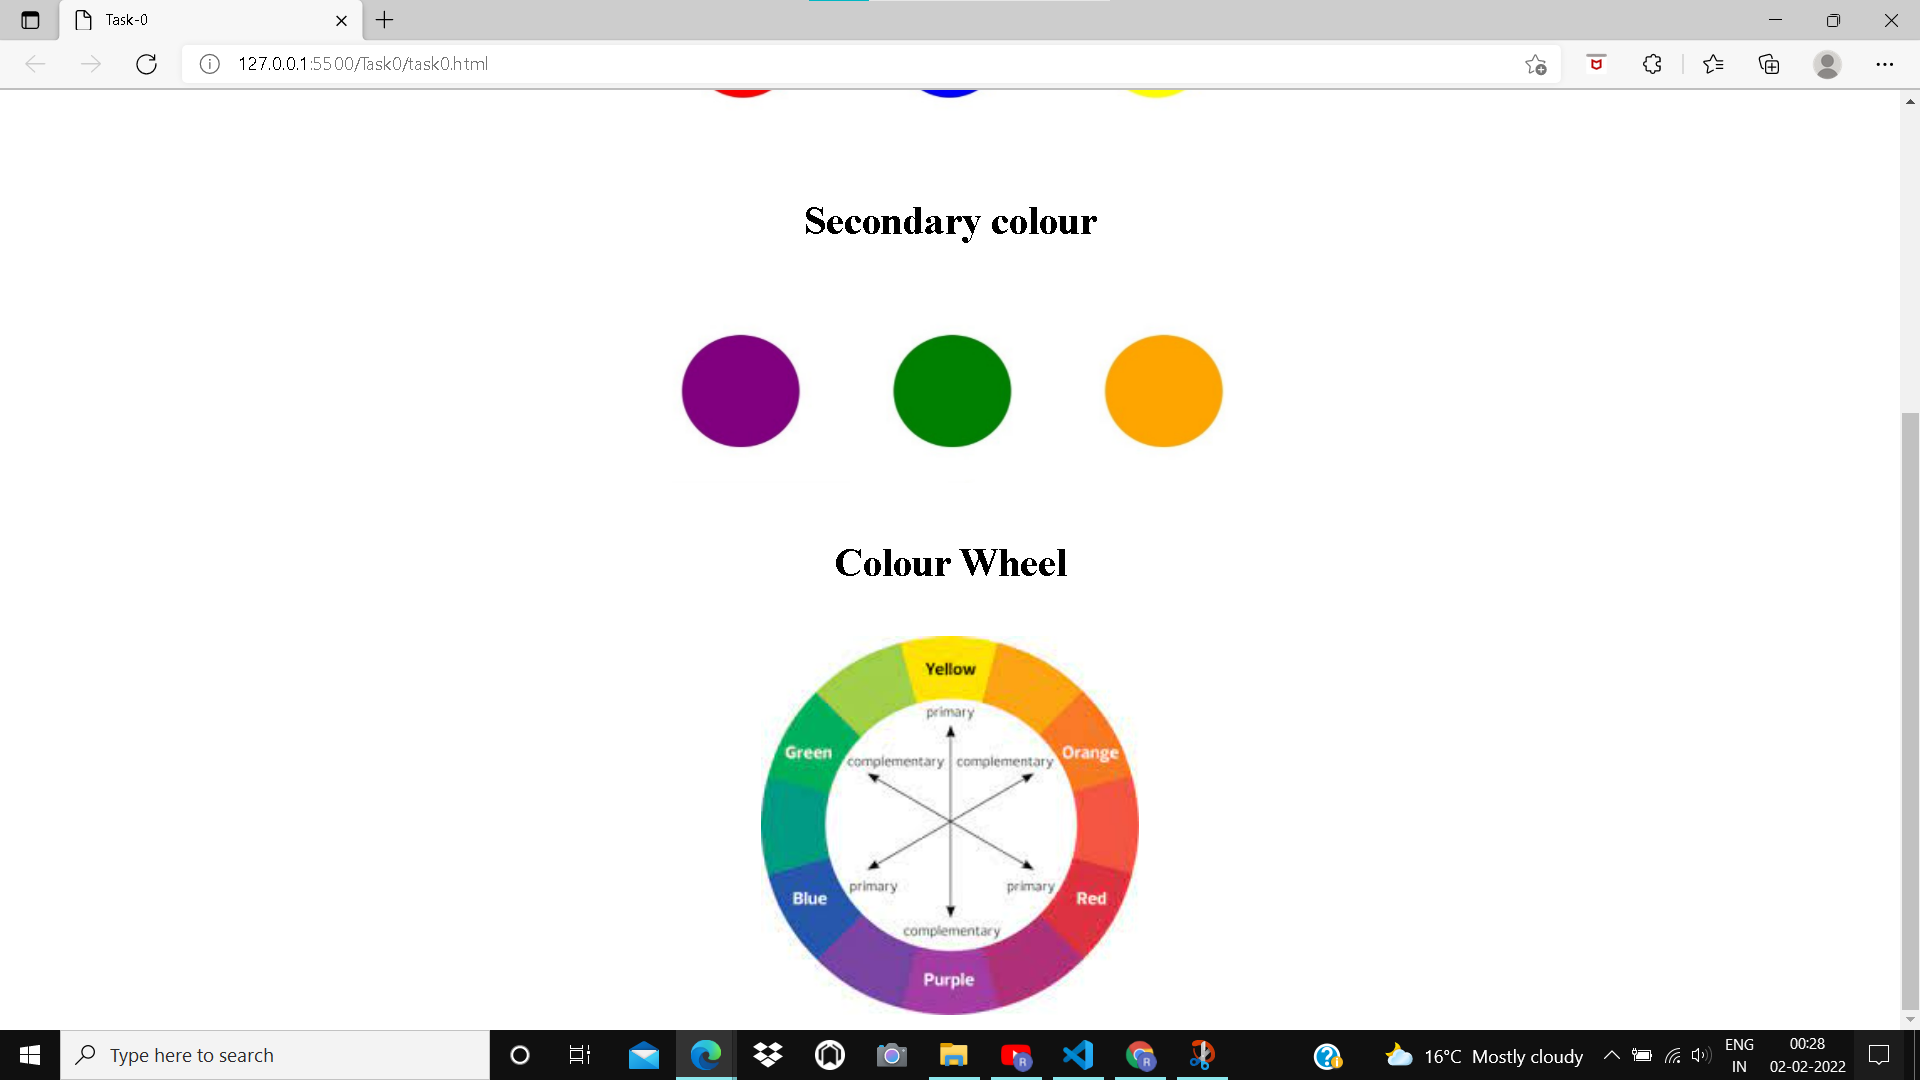 Task-0
127.0.0.1:5500/Task0/task0.html
Secondary colour
Colour Wheel
Yellow
primary
Green
complementary
complementary
Orange
Blue
primary
primary
Red
complementary
Purple
Type here to search
R
R
16°C Mostly cloudy
ENG
IN
00:28
02-02-2022